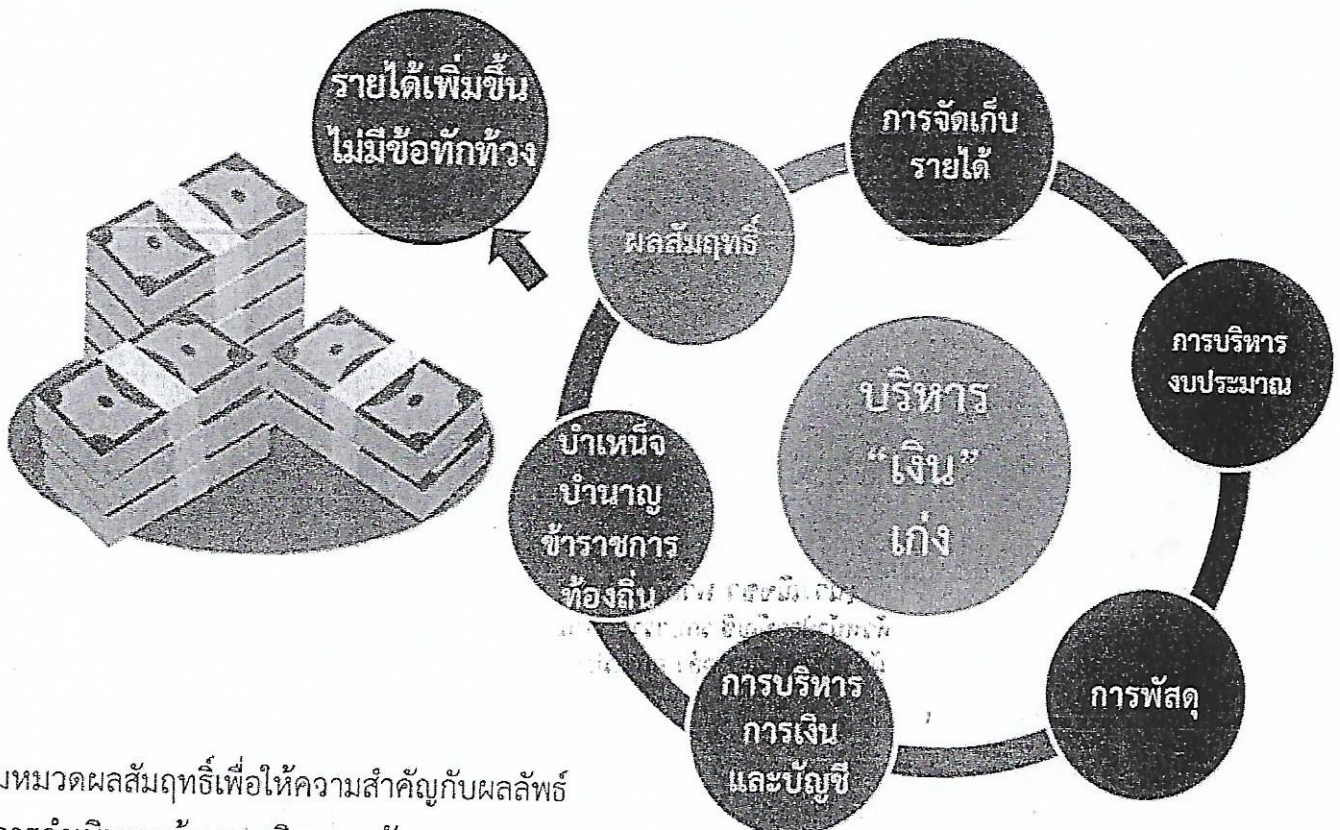 รายได้เพิ่มขึ้น
ไม่มีข้อทักท้วง
การจัดเก็บ
รายได้
ผลสัมฤทธิ์
การบริหาร
งบประมาณ
บริหาร
“เงิน”
เก่ง
บำเหน็จ
บำนาญ
ข้าราชการ
ท้องถิ่น
การพัสดุ
การบริหาร
การเงิน
และบัญชี
มหมวดผลสัมฤทธิ์เพื่อให้ความสำคัญกับผลลัพธ์